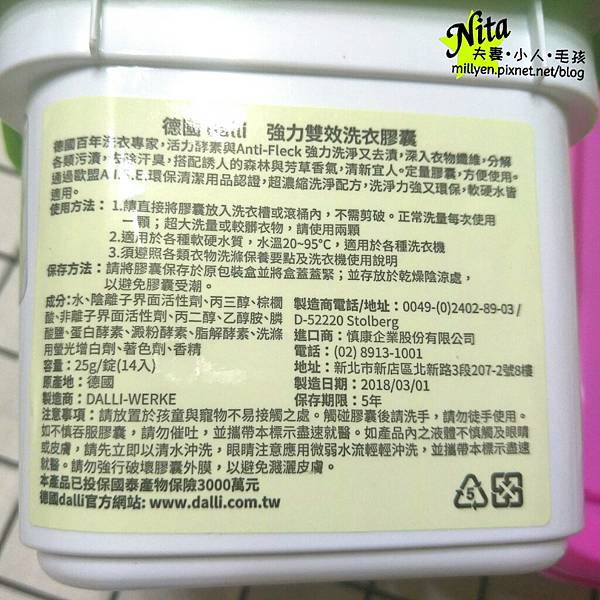 Nita
夫妻·小人·毛孩
millyen.pixnet.net/blog
德國 dalli 強力雙效洗衣膠囊
德國百年洗衣專家，活力酵素與Anti-Fleck 強力洗淨又去漬，深入衣物纖維，分解
各類污漬，去除汗臭，搭配誘人的森林與芳草香氣，清新宜人。定量膠囊，方便使用。
通過歐盟A.I.S.E.環保清潔用品認證，超濃縮洗淨配方，洗淨力強又環保，軟硬水皆
適用。
使用方法：1.請直接將膠囊放入洗衣槽或滾桶內，不需剪破。正常洗量每次使用
一顆；超大洗量或較髒衣物，請使用兩顆
2.適用於各種軟硬水質，水溫20~95°C，適用於各種洗衣機
3.須遵照各類衣物洗滌保養要點及洗衣機使用說明
保存方法：請將膠囊保存於原包裝盒並將盒蓋蓋緊；並存放於乾燥陰涼處，
以避免膠囊受潮。
成分:水、陰離子界面活性劑、丙三醇、棕櫚
酸、非離子界面活性劑、丙二醇、乙醇胺、膦
酸鹽、蛋白酵素、澱粉酵素、脂解酵素、洗滌
用螢光增白劑、著色劑、香精
容量：25g/錠(14入)
原產地：德國
製造商：DALLI-WERKE
製造商電話/地址：0049-(0)2402-89-03 /
D-52220 Stolberg
進口商：慎康企業股份有限公司
電話：(02) 8913-1001
地址：新北市新店區北新路3段207-2號8樓
製造日期：2018/03/01
保存期限：5年
注意事項：請放置於孩童與寵物不易接觸之處。觸碰膠囊後請洗手，請勿徒手使用。
如不慎吞服膠囊，請勿催吐，並攜帶本標示盡速就醫。如產品內之液體不慎觸及眼睛
或皮膚，請先立即以清水沖洗，眼睛注意應用微弱水流輕輕沖洗，並攜帶本標示盡速
就醫。請勿強行破壞膠囊外膜，以避免濺灑皮膚。
本產品已投保國泰產物保險3000萬元
德國dalli官方網站: www.dalli.com.tw
5